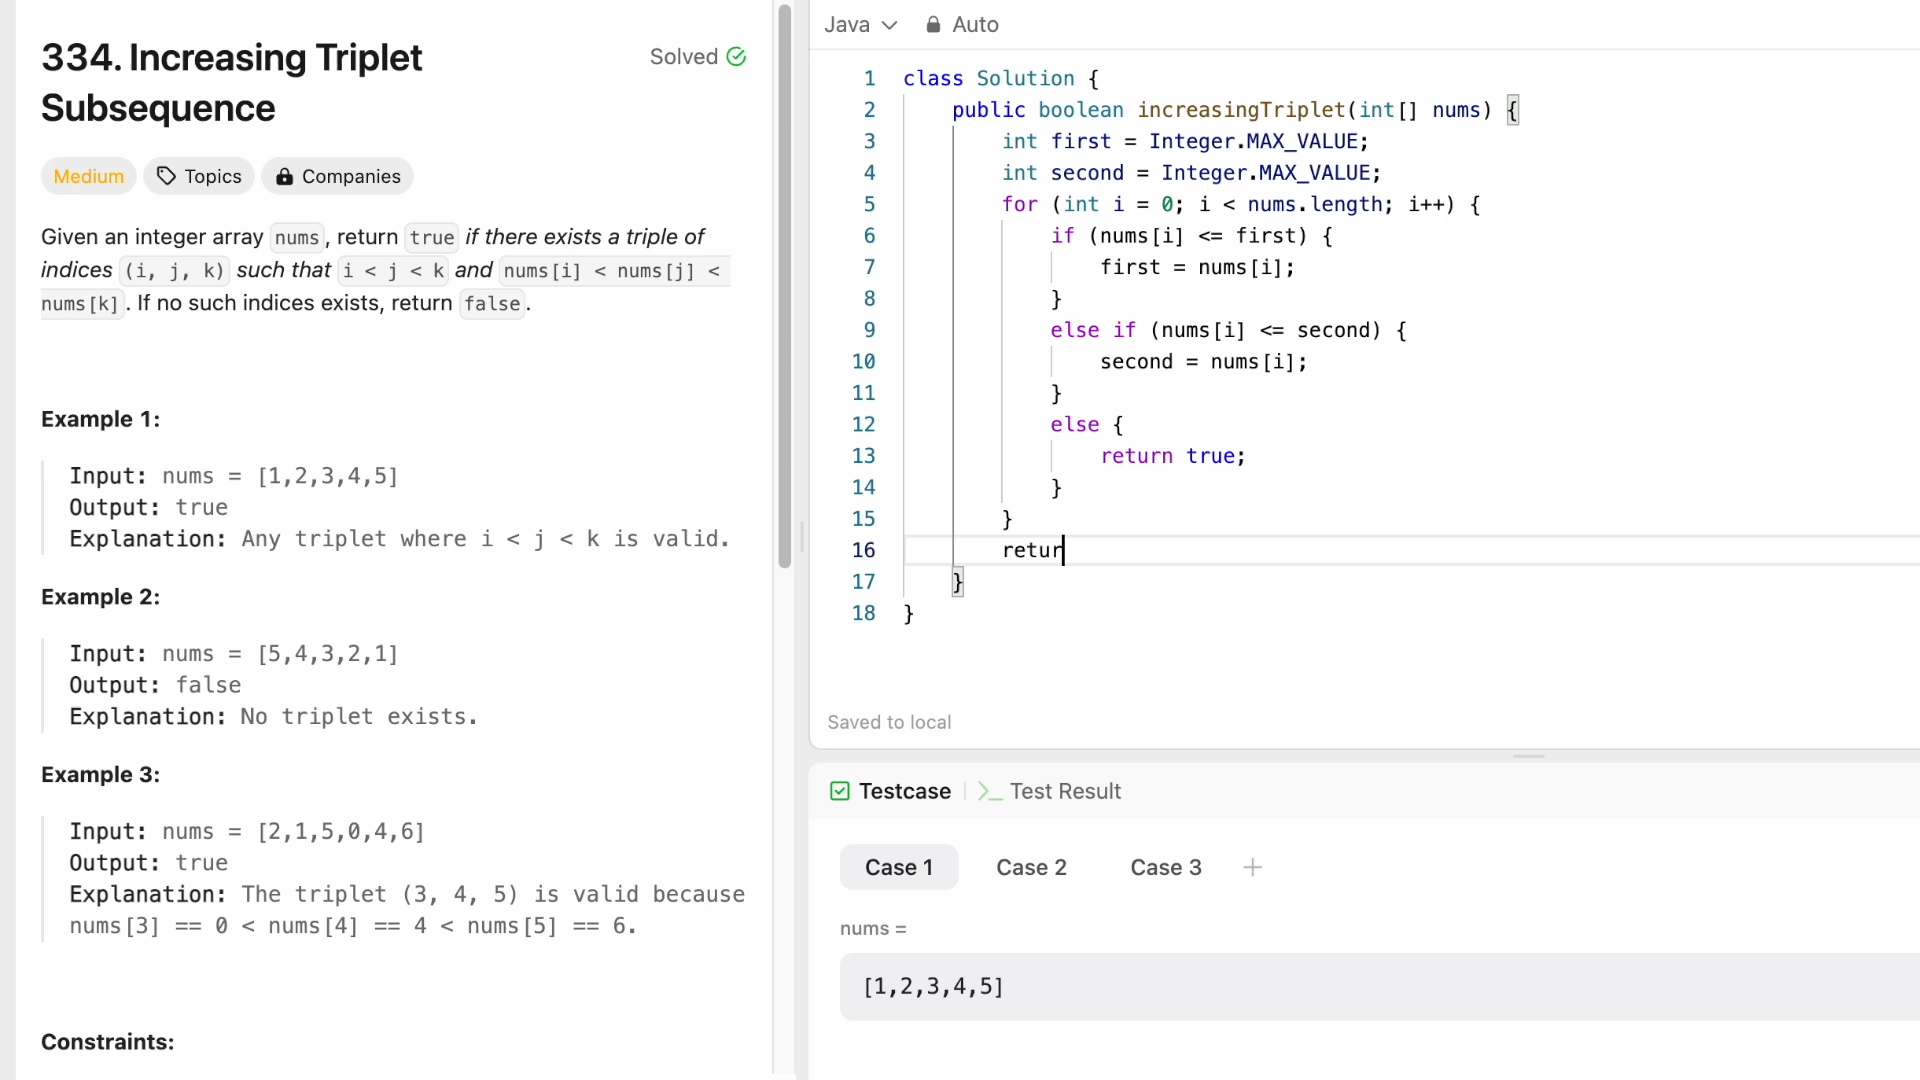 334. Increasing Triplet
Subsequence
Solved
Medium
Topics
Companies
Given an integer array nums, return true if there exists a triple of
indices (i, j, k) such that i < j < k and nums[i] < nums[j] <
nums[k]. If no such indices exists, return false.
Example 1:
Input: nums = [1,2,3,4,5]
Output: true
Explanation: Any triplet where i < j < k is valid.
Example 2:
Input: nums = [5,4,3,2,1]
Output: false
Explanation: No triplet exists.
Example 3:
Input: nums = [2,1,5,0,4,6]
Output: true
Explanation: The triplet (3, 4, 5) is valid because
nums[3] == 0 < nums[4] == 4 < nums[5] == 6.
Constraints:
Java
Auto
1 class Solution {
2 public boolean increasingTriplet(int[] nums) {
3 int first = Integer.MAX_VALUE;
4 int second = Integer.MAX_VALUE;
5 for (int i = 0; i < nums.length; i++) {
6 if (nums[i] <= first) {
7 first = nums[i];
8 }
9 else if (nums[i] <= second) {
10 second = nums[i];
11 }
12 else {
13 return true;
14 }
15 }
16 retur
17 }
18 }
Saved to local
Testcase
>_ Test Result
Case 1
Case 2
Case 3
+
nums =
[1,2,3,4,5]